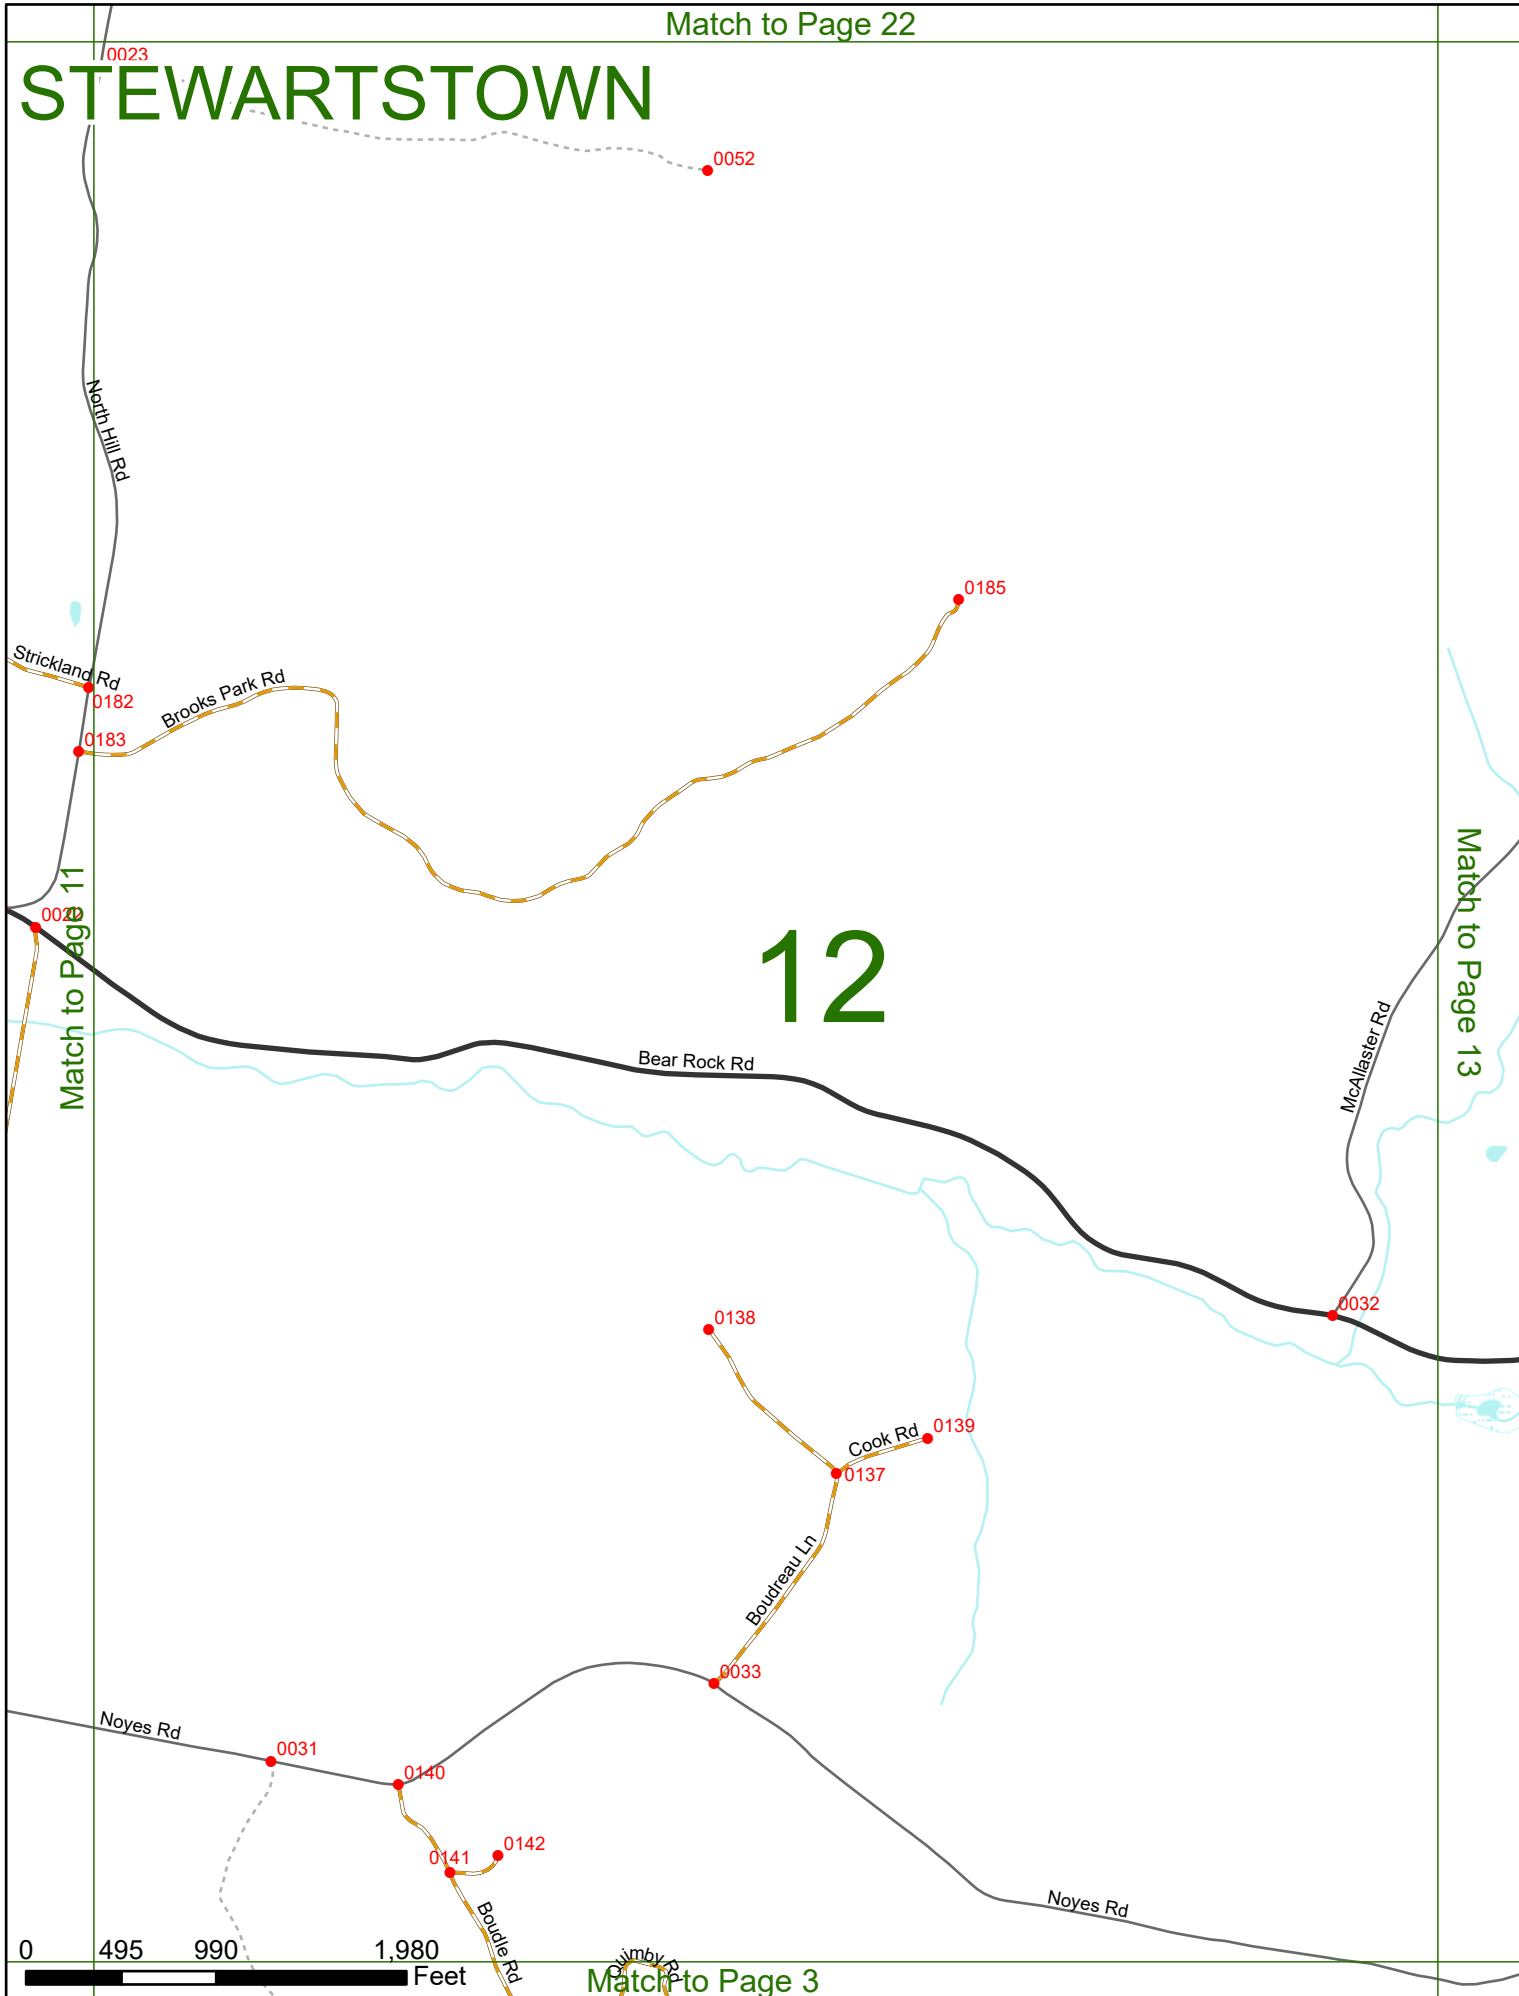 Match to Page 22
0023
STEWARTSTOWN
0052
North Hill Rd
0185
Strickland Rd
0182
Brooks Park Rd
0183
Match to Page 11
Match to Page 13
12
McAllaster Rd
Bear Rock Rd
0032
0138
Cook Rd
0139
0137
Boudreau Ln
0033
Noyes Rd
0031
0140
0142
0141
Boudle Rd
Noyes Rd
Quimby Rd
0 495 990 1,980
Feet
Match to Page 3